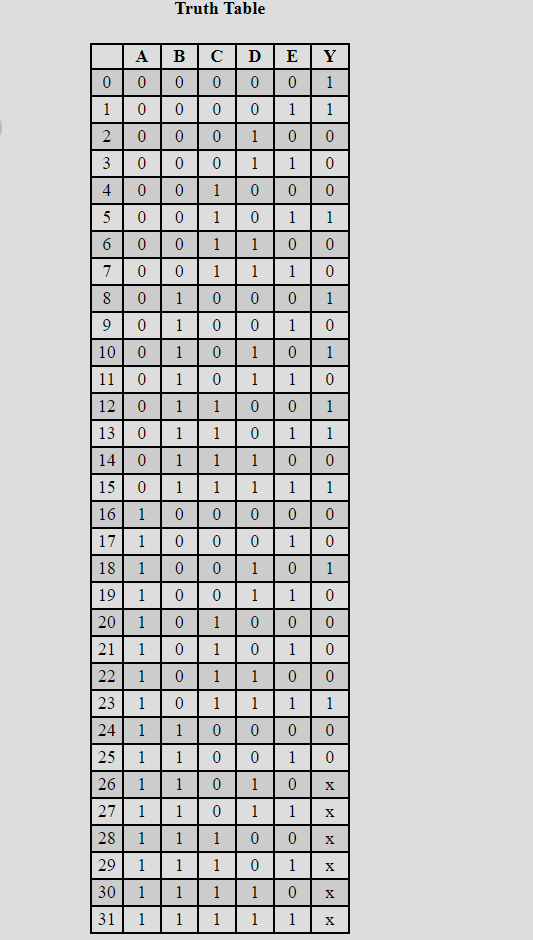 Truth Table
A B C D E Y
0 0 0 0 0 0 1
1 0 0 0 0 1 1
2 0 0 0 1 0 0
3 0 0 0 1 1 0
4 0 0 1 0 0 0
5 0 0 1 0 1 1
6 0 0 1 1 0 0
7 0 0 1 1 1 0
8 0 1 0 0 0 1
9 0 1 0 0 1 0
10 0 1 0 1 0 1
11 0 1 0 1 1 0
12 0 1 1 0 0 1
13 0 1 1 0 1 1
14 0 1 1 1 0 0
15 0 1 1 1 1 1
16 1 0 0 0 0 0
17 1 0 0 0 1 0
18 1 0 0 1 0 1
19 1 0 0 1 1 0
20 1 0 1 0 0 0
21 1 0 1 0 1 0
22 1 0 1 1 0 0
23 1 0 1 1 1 1
24 1 1 0 0 0 0
25 1 1 0 0 1 0
26 1 1 0 1 0 x
27 1 1 0 1 1 x
28 1 1 1 0 0 x
29 1 1 1 0 1 x
30 1 1 1 1 0 x
31 1 1 1 1 1 x